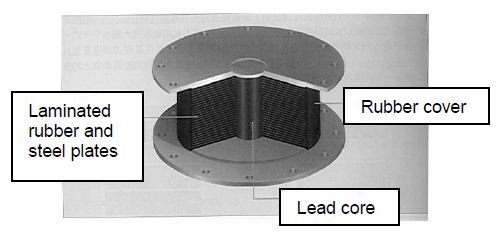 Laminated
rubber and
steel plates
Rubber cover
Lead core